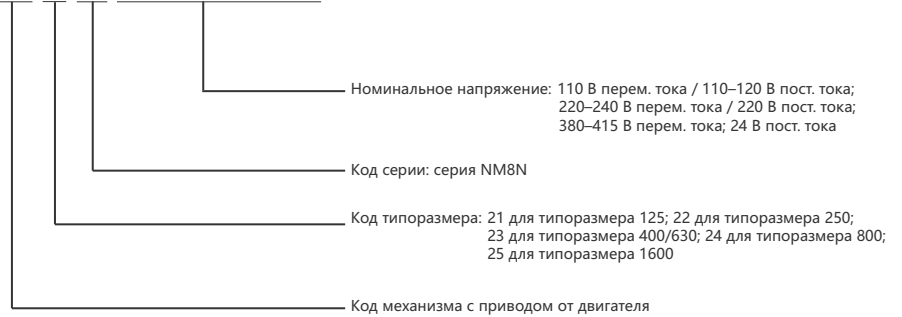 Номинальное напряжение: 110 В перем. тока / 110–120 В пост. тока;
220–240 В перем. тока / 220 В пост. тока;
380–415 В перем. тока; 24 В пост. тока
Код серии: серия NM8N
Код типоразмера: 21 для типоразмера 125; 22 для типоразмера 250;
23 для типоразмера 400/630; 24 для типоразмера 800;
25 для типоразмера 1600
Код механизма с приводом от двигателя